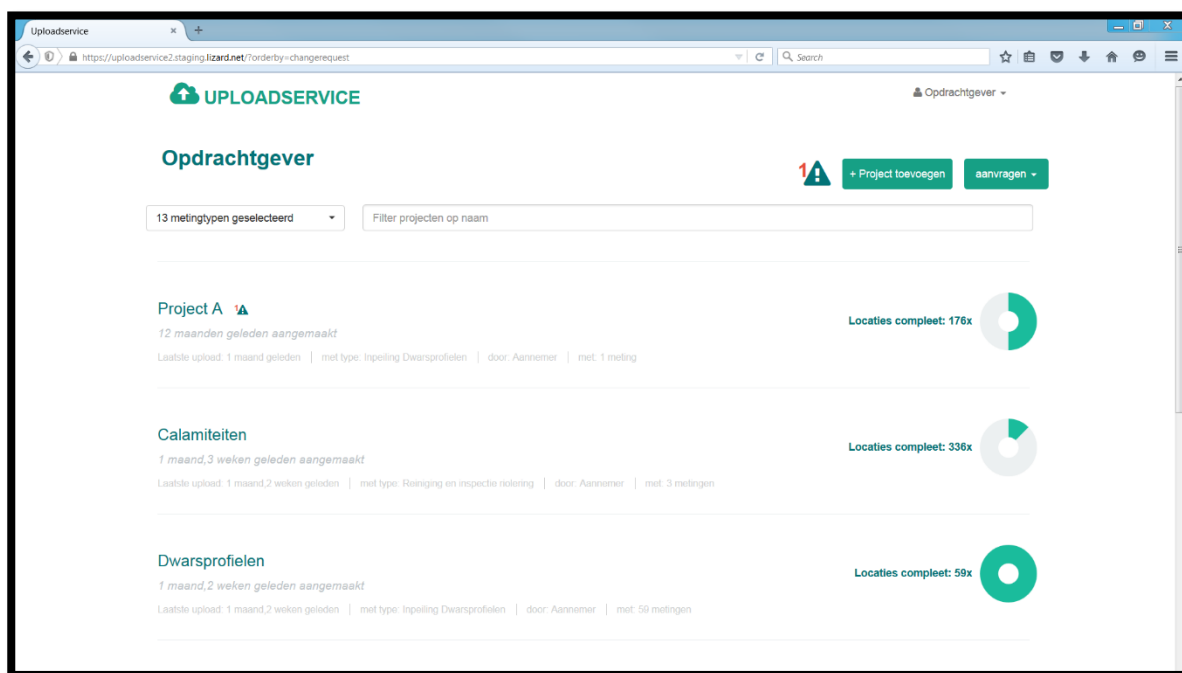 Uploadservice × +
https://uploadservice2.staging.lizard.net/?orderby=changerequest Search
UPLOADSERVICE Opdrachtgever
Opdrachtgever
1 + Project toevoegen aanvragen
13 metingtypen geselecteerd Filter projecten op naam
Project A 1
Locaties compleet: 176x
12 maanden geleden aangemaakt
Laatste upload: 1 maand geleden | met type: Inpeiling Dwarsprofielen | door: Aannemer | met: 1 meting
Calamiteiten
Locaties compleet: 336x
1 maand,3 weken geleden aangemaakt
Laatste upload: 1 maand,2 weken geleden | met type: Reiniging en inspectie riolering | door: Aannemer | met: 3 metingen
Dwarsprofielen
Locaties compleet: 59x
1 maand,2 weken geleden aangemaakt
Laatste upload: 1 maand,2 weken geleden | met type: Inpeiling Dwarsprofielen | door: Aannemer | met: 59 metingen